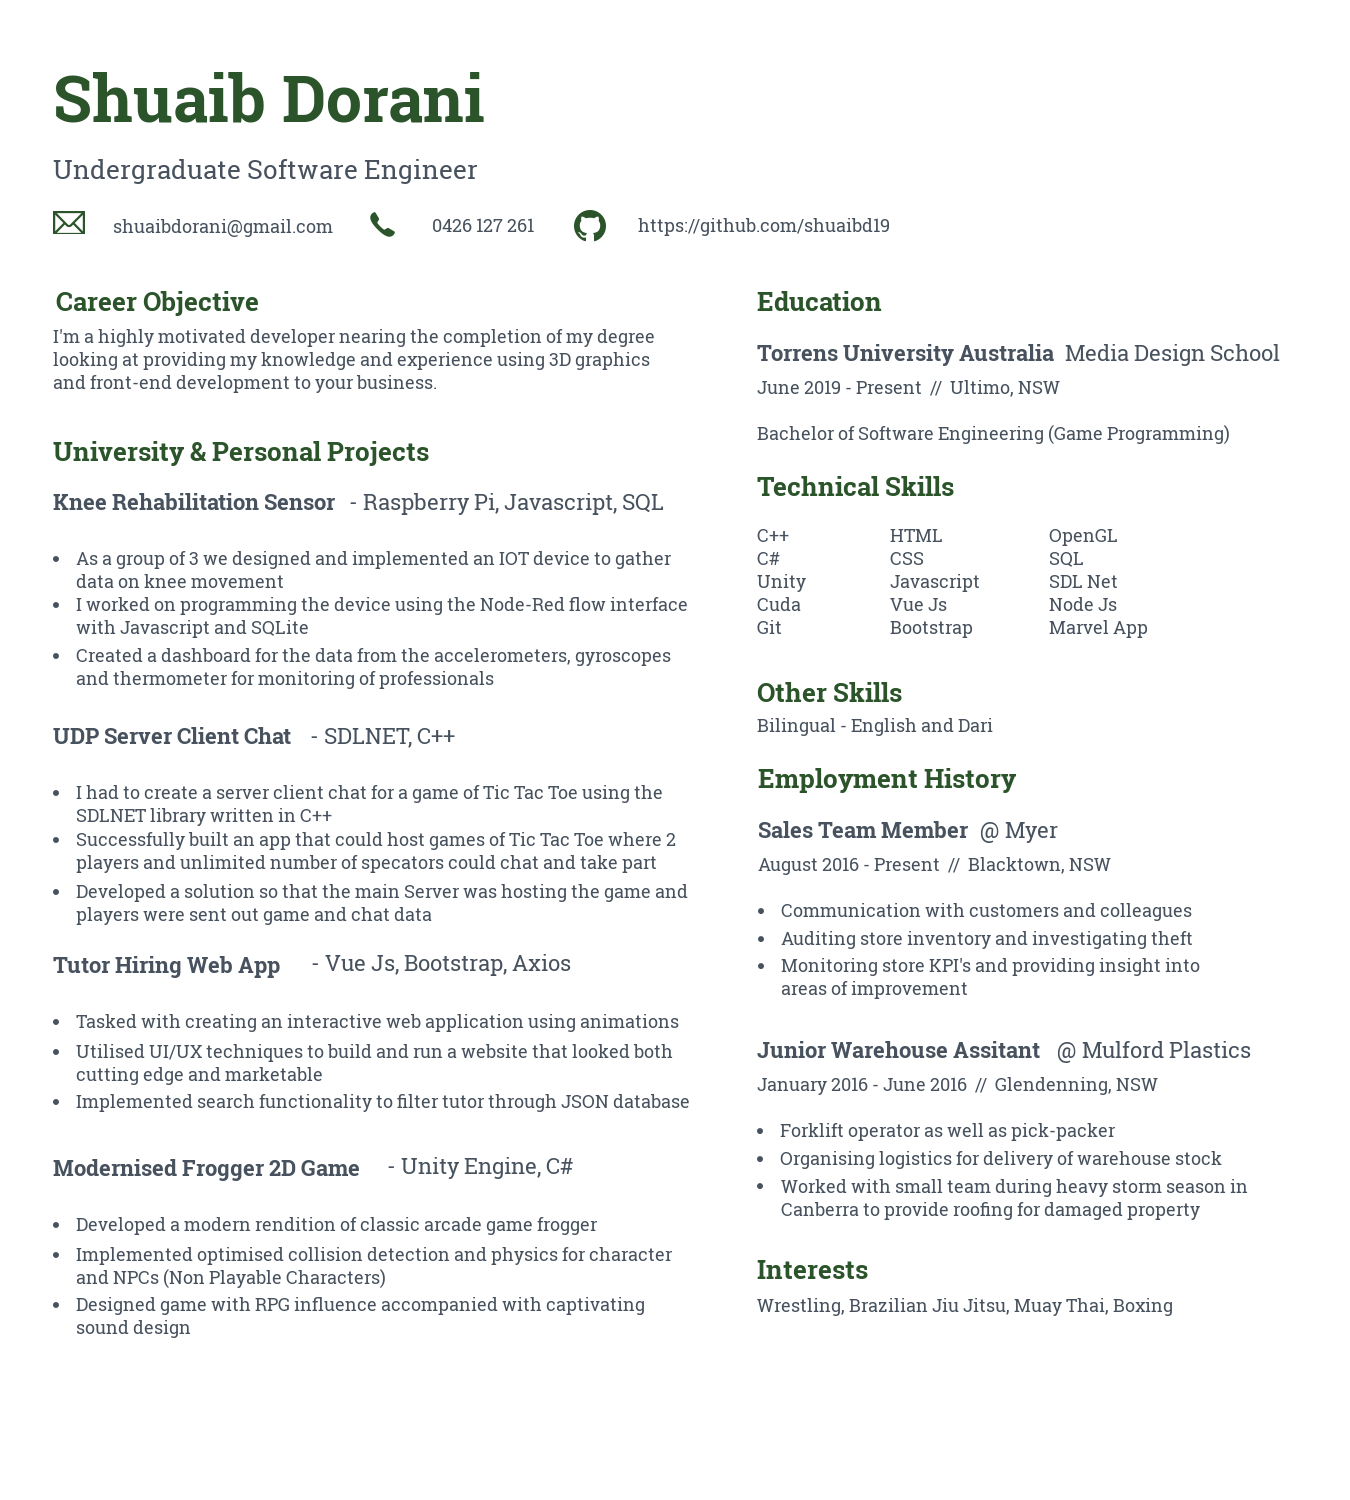 Shuaib Dorani
Undergraduate Software Engineer
shuaibdorani@gmail.com
0426 127 261
https://github.com/shuaibd19
Career Objective
I'm a highly motivated developer nearing the completion of my degree
looking at providing my knowledge and experience using 3D graphics
and front-end development to your business.
University & Personal Projects
Knee Rehabilitation Sensor - Raspberry Pi, Javascript, SQL
• As a group of 3 we designed and implemented an IOT device to gather
data on knee movement
• I worked on programming the device using the Node-Red flow interface
with Javascript and SQLite
• Created a dashboard for the data from the accelerometers, gyroscopes
and thermometer for monitoring of professionals
UDP Server Client Chat - SDLNET, C++
• I had to create a server client chat for a game of Tic Tac Toe using the
SDLNET library written in C++
• Successfully built an app that could host games of Tic Tac Toe where 2
players and unlimited number of specators could chat and take part
• Developed a solution so that the main Server was hosting the game and
players were sent out game and chat data
Tutor Hiring Web App - Vue Js, Bootstrap, Axios
• Tasked with creating an interactive web application using animations
• Utilised UI/UX techniques to build and run a website that looked both
cutting edge and marketable
• Implemented search functionality to filter tutor through JSON database
Modernised Frogger 2D Game - Unity Engine, C#
• Developed a modern rendition of classic arcade game frogger
• Implemented optimised collision detection and physics for character
and NPCs (Non Playable Characters)
• Designed game with RPG influence accompanied with captivating
sound design
Education
Torrens University Australia Media Design School
June 2019 - Present // Ultimo, NSW
Bachelor of Software Engineering (Game Programming)
Technical Skills
C++ HTML OpenGL
C# CSS SQL
Unity Javascript SDL Net
Cuda Vue Js Node Js
Git Bootstrap Marvel App
Other Skills
Bilingual - English and Dari
Employment History
Sales Team Member @ Myer
August 2016 - Present // Blacktown, NSW
• Communication with customers and colleagues
• Auditing store inventory and investigating theft
• Monitoring store KPI's and providing insight into
areas of improvement
Junior Warehouse Assitant @ Mulford Plastics
January 2016 - June 2016 // Glendenning, NSW
• Forklift operator as well as pick-packer
• Organising logistics for delivery of warehouse stock
• Worked with small team during heavy storm season in
Canberra to provide roofing for damaged property
Interests
Wrestling, Brazilian Jiu Jitsu, Muay Thai, Boxing